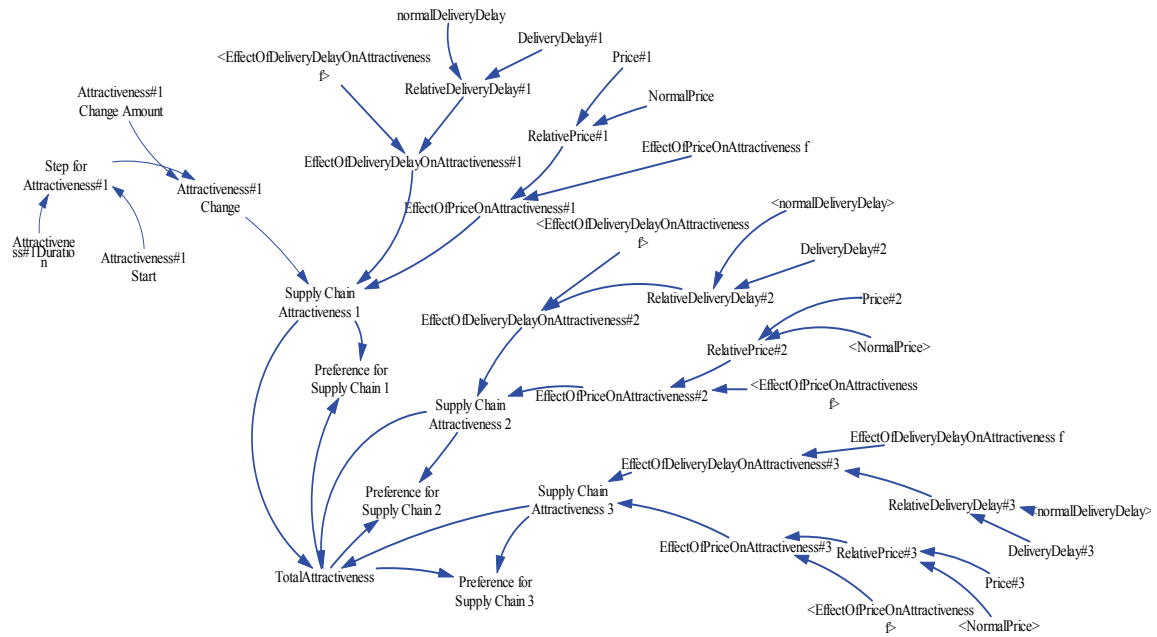 normalDeliveryDelay
DeliveryDelay#1
<EffectOfDeliveryDelayOnAttractiveness
f>
Price#1
RelativeDeliveryDelay#1
NormalPrice
Attractiveness#1
Change Amount
RelativePrice#1
EffectOfPriceOnAttractiveness f
EffectOfDeliveryDelayOnAttractiveness#1
Step for
Attractiveness#1
Attractiveness#1
Change
EffectOfPriceOnAttractiveness#1
<normalDeliveryDelay>
<EffectOfDeliveryDelayOnAttractiveness
f>
Attractivene
ss#1Duratio
n
Attractiveness#1
Start
DeliveryDelay#2
Supply Chain
Attractiveness 1
RelativeDeliveryDelay#2
Price#2
EffectOfDeliveryDelayOnAttractiveness#2
RelativePrice#2
<NormalPrice>
Preference for
Supply Chain 1
EffectOfPriceOnAttractiveness#2
<EffectOfPriceOnAttractiveness
f>
Supply Chain
Attractiveness 2
EffectOfDeliveryDelayOnAttractiveness f
EffectOfDeliveryDelayOnAttractiveness#3
Preference for
Supply Chain 2
Supply Chain
Attractiveness 3
RelativeDeliveryDelay#3
<normalDeliveryDelay>
EffectOfPriceOnAttractiveness#3
RelativePrice#3
DeliveryDelay#3
TotalAttractiveness
Preference for
Supply Chain 3
Price#3
<EffectOfPriceOnAttractiveness
f>
<NormalPrice>